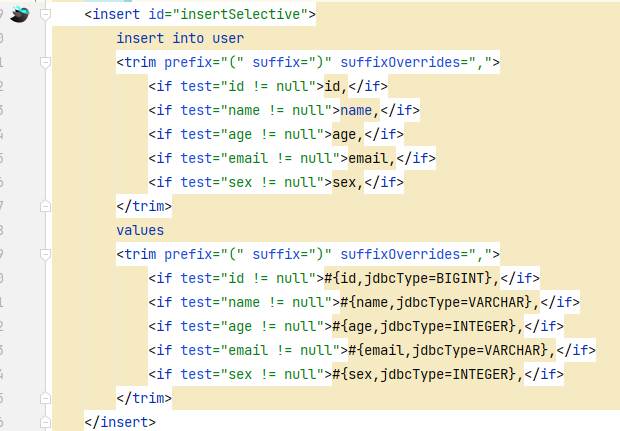 <insert id="insertSelective">
insert into user
<trim prefix="(" suffix=")" suffixOverrides=",">
<if test="id != null">id,</if>
<if test="name != null">name,</if>
<if test="age != null">age,</if>
<if test="email != null">email,</if>
<if test="sex != null">sex,</if>
</trim>
values
<trim prefix="(" suffix=")" suffixOverrides=",">
<if test="id != null">#{id,jdbcType=BIGINT},</if>
<if test="name != null">#{name,jdbcType=VARCHAR},</if>
<if test="age != null">#{age,jdbcType=INTEGER},</if>
<if test="email != null">#{email,jdbcType=VARCHAR},</if>
<if test="sex != null">#{sex,jdbcType=INTEGER},</if>
</trim>
</insert>